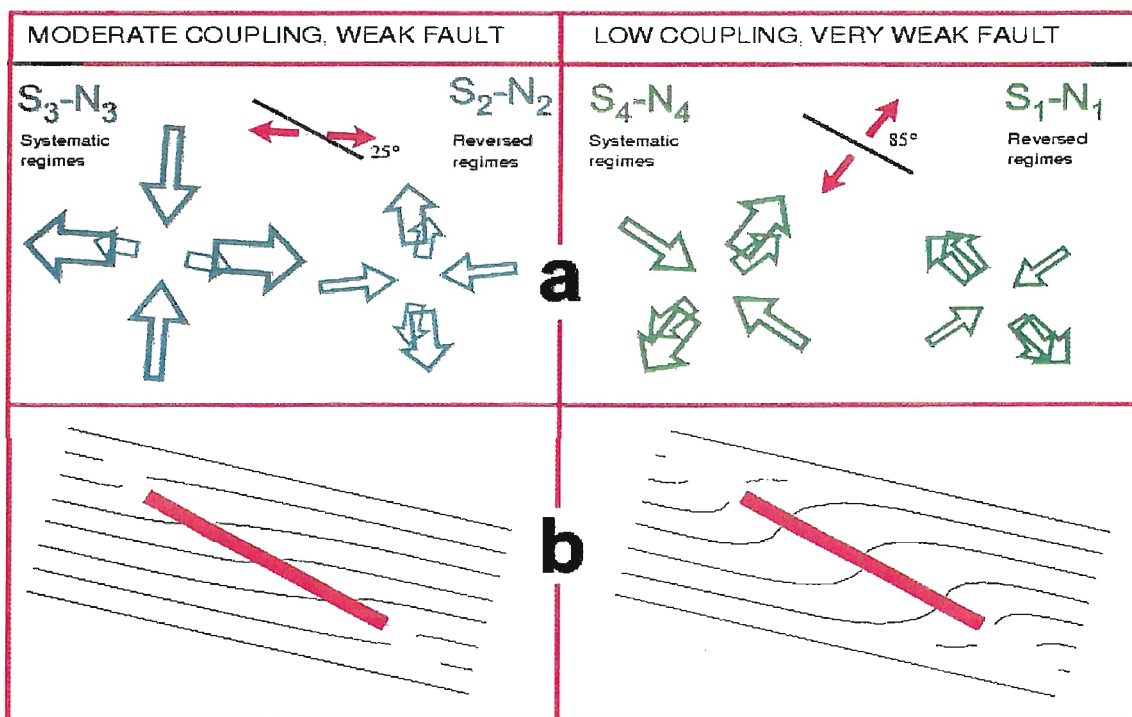 MODERATE COUPLING, WEAK FAULT
LOW COUPLING, VERY WEAK FAULT
S₃-N₃
Systematic
regimes
25°
S₂-N₂
Reversed
regimes
S₄-N₄
Systematic
regimes
85°
S₁-N₁
Reversed
regimes
a
b